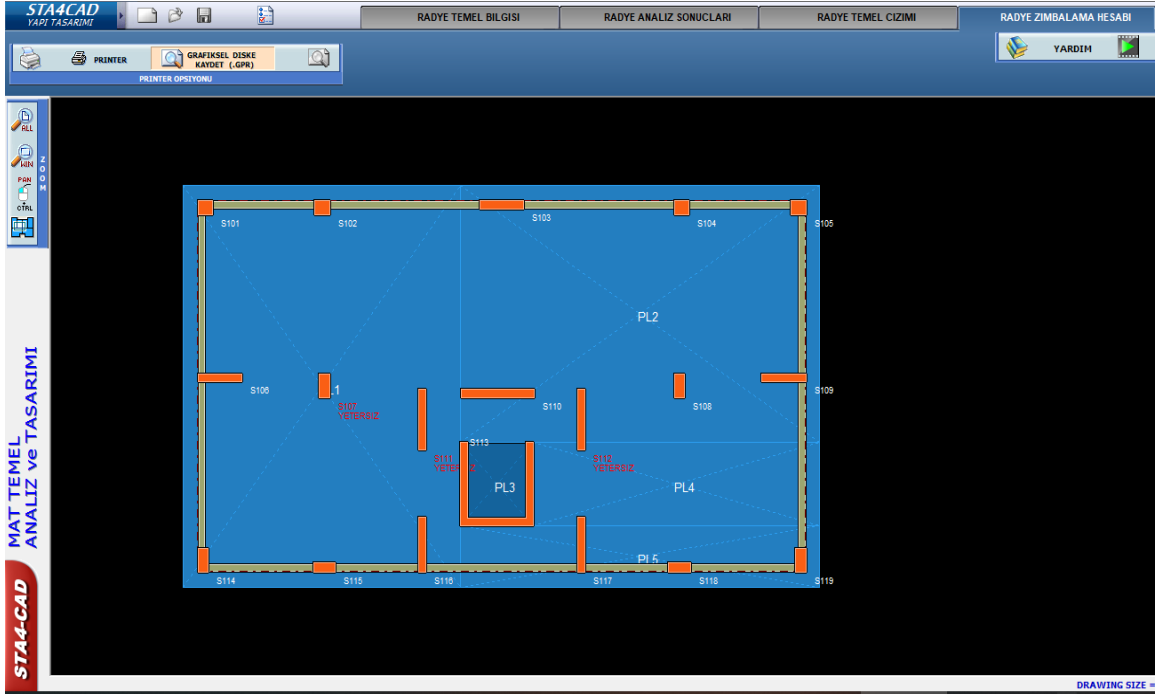 STA4CAD
YAPI TASARIMI
RADYE TEMEL BILGISI
RADYE ANALIZ SONUCLARI
RADYE TEMEL CIZIMI
RADYE ZIMBALAMA HESABI
PRINTER
GRAFIKSEL DISKE
KAYDET (.GPR)
PRINTER OPSIYONU
YARDIM
ALL
WIN
PAN
CTRL
ZOOM
S101
S102
S103
S104
S105
PL2
S106
.1
S107
YETERSIZ
S110
S108
S109
S113
S111
YETERSIZ
S112
YETERSIZ
PL3
PL4
PL5
S114
S115
S116
S117
S118
S119
MAT TEMEL
ANALIZ ve TASARIMI
STA4-CAD
DRAWING SIZE =